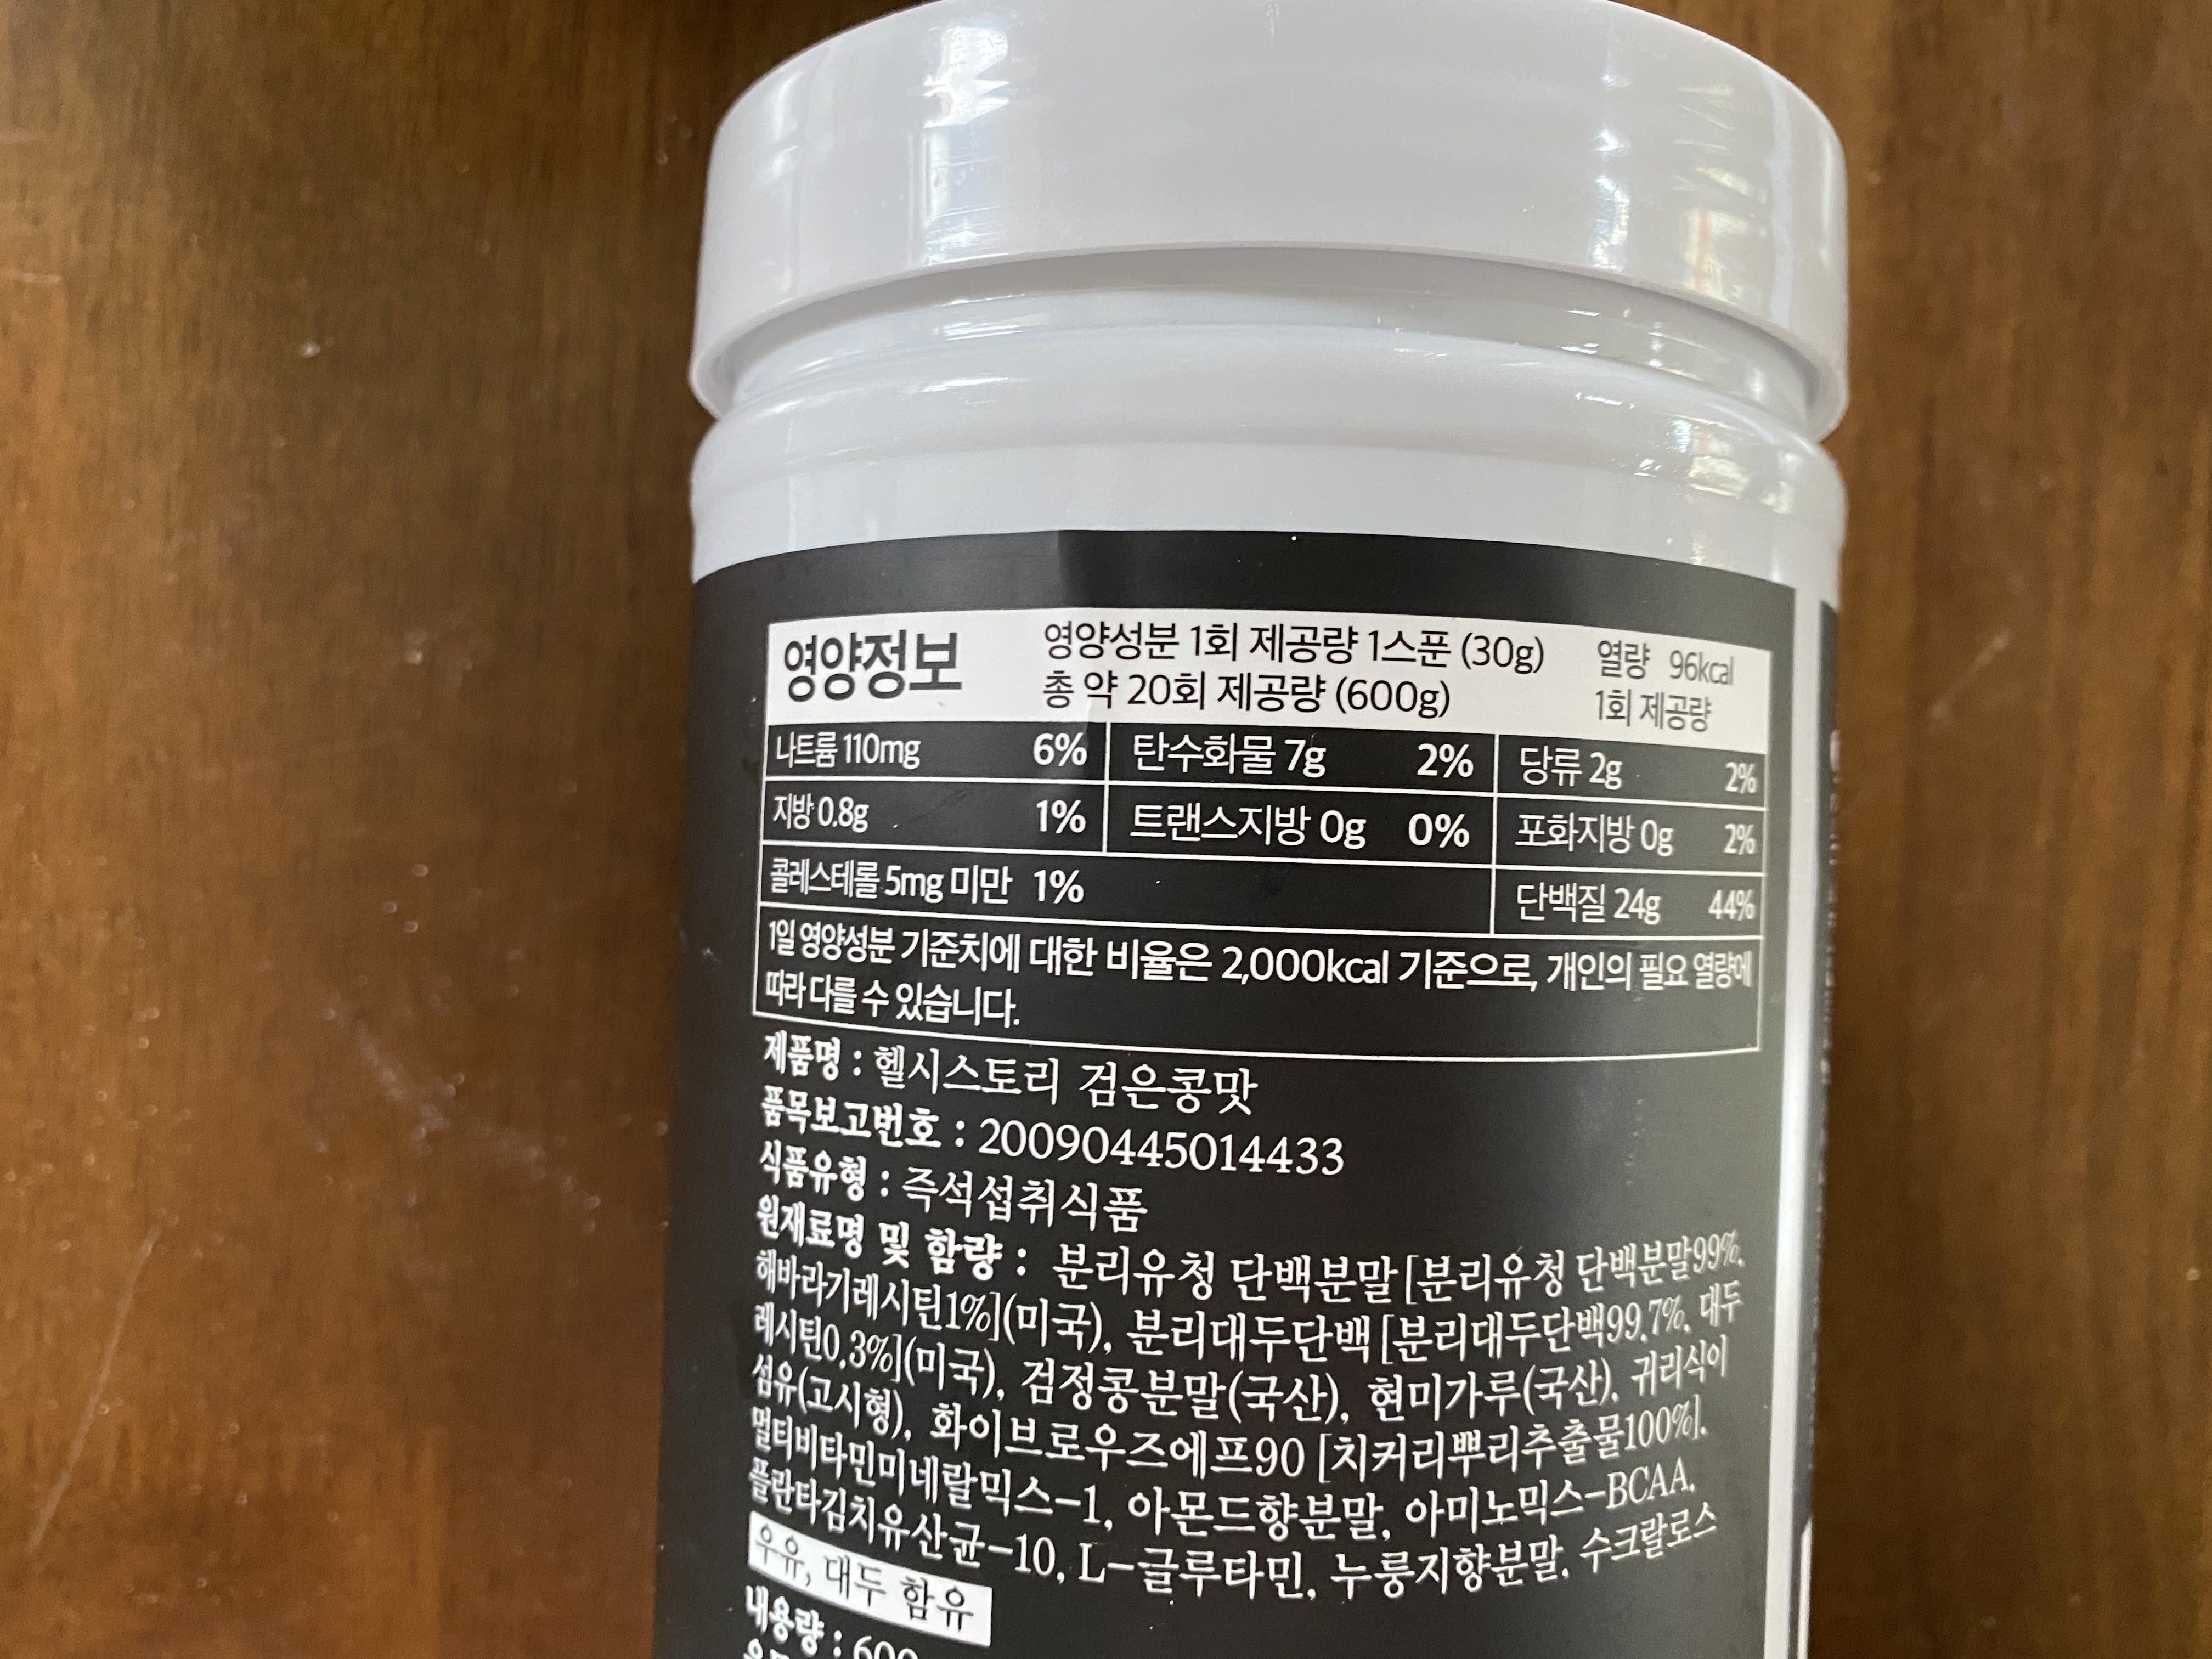 영양정보
영양성분 1회 제공량 1스푼 (30g)
총 약 20회 제공량 (600g)
열량 96kcal
1회 제공량
나트륨 110mg 6% 탄수화물 7g 2% 당류 2g 2%
지방 0.8g 1% 트랜스지방 0g 0% 포화지방 0g 2%
콜레스테롤 5mg 미만 1% 단백질 24g 44%
1일 영양성분 기준치에 대한 비율은 2,000kcal 기준으로, 개인의 필요 열량에
따라 다를 수 있습니다.
제품명 : 헬시스토리 검은콩맛
품목보고번호 : 20090445014433
식품유형 : 즉석섭취식품
원재료명 및 함량 : 분리유청 단백분말 [분리유청 단백분말99%,
해바라기레시틴1%](미국), 분리대두단백 [분리대두단백99.7%, 대두
레시틴0.3%](미국), 검정콩분말(국산), 현미가루(국산), 귀리식이
섬유(고시형), 화이브로우즈에프90 [치커리뿌리추출물100%],
멀티비타민미네랄믹스-1, 아몬드향분말, 아미노믹스-BCAA,
플란타김치유산균-10, L-글루타민, 누룽지향분말, 수크랄로스
우유, 대두 함유
내용량 : 600